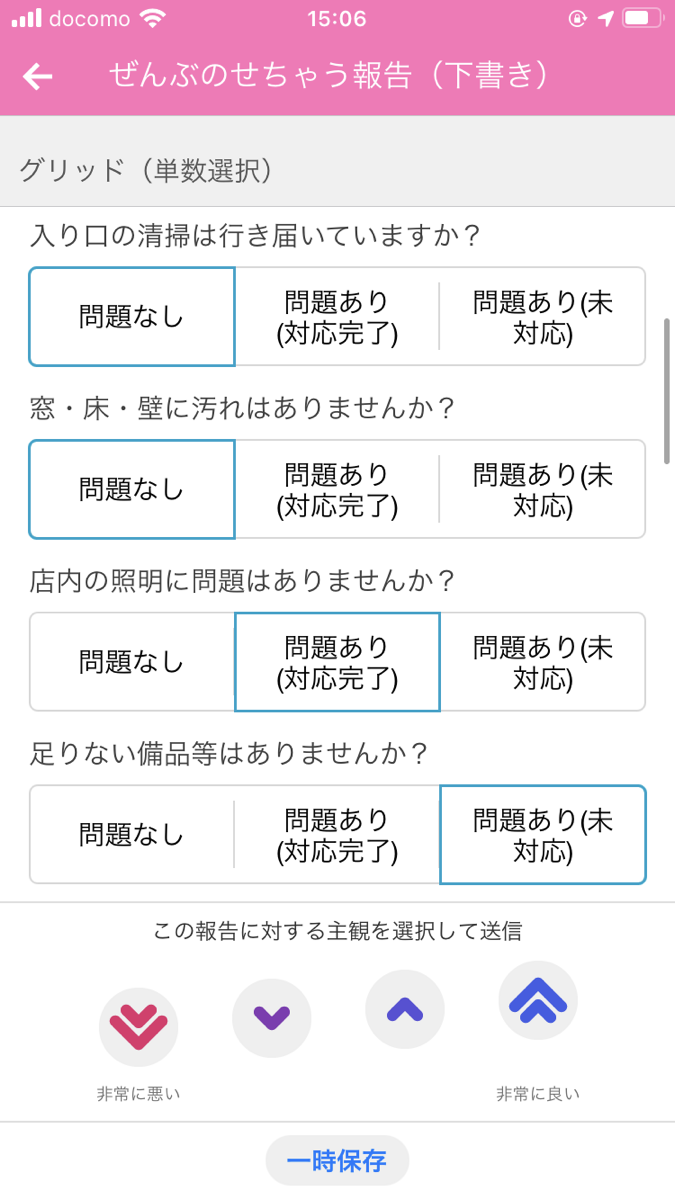 docomo 15:06
ぜんぶのせちゃう報告（下書き）
グリッド（単数選択）
入り口の清掃は行き届いていますか？
問題なし 問題あり 問題あり(未
(対応完了) 対応)
窓・床・壁に汚れはありませんか？
問題なし 問題あり 問題あり(未
(対応完了) 対応)
店内の照明に問題はありませんか？
問題なし 問題あり 問題あり(未
(対応完了) 対応)
足りない備品等はありませんか？
問題なし 問題あり 問題あり(未
(対応完了) 対応)
この報告に対する主観を選択して送信
非常に悪い 非常に良い
一時保存